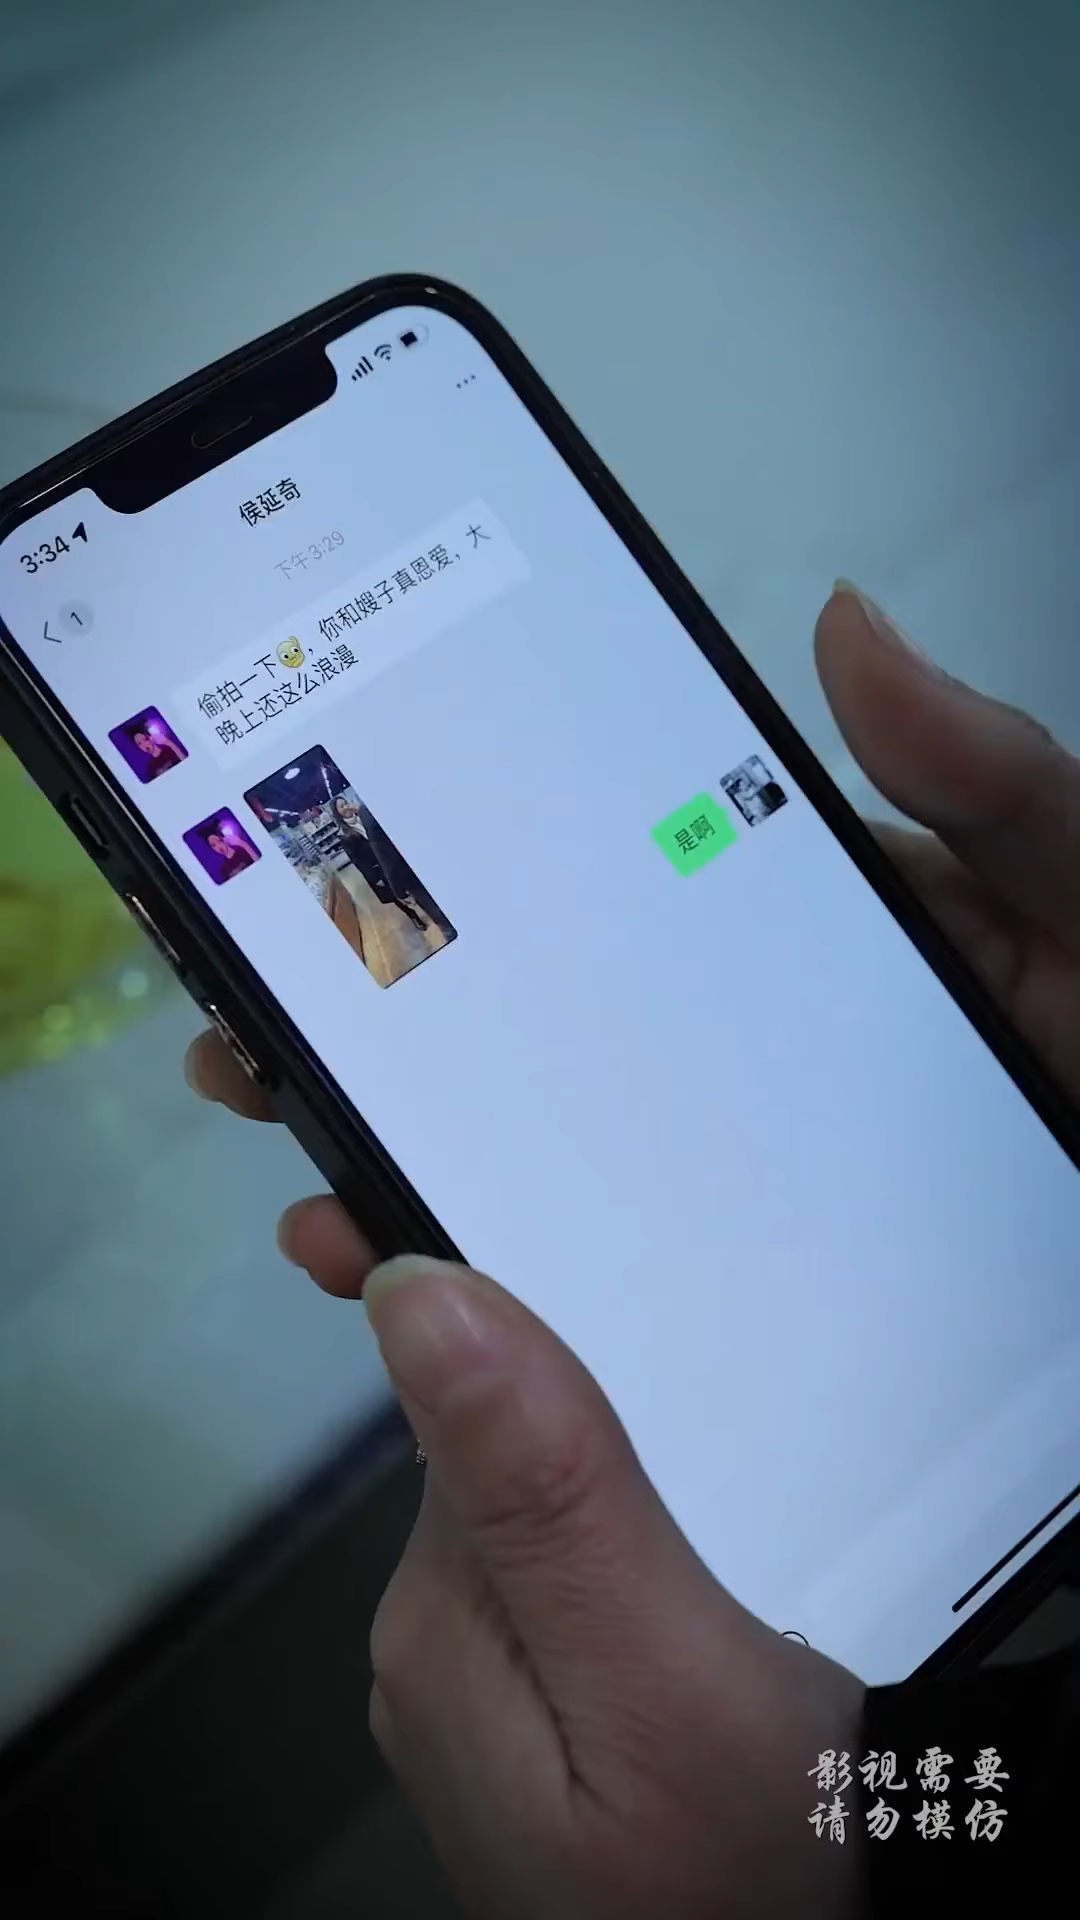 3:34
侯延奇
1
下午3:29
偷拍一下，你和嫂子真恩爱，大
晚上还这么浪漫
是啊
影视需要
请勿模仿